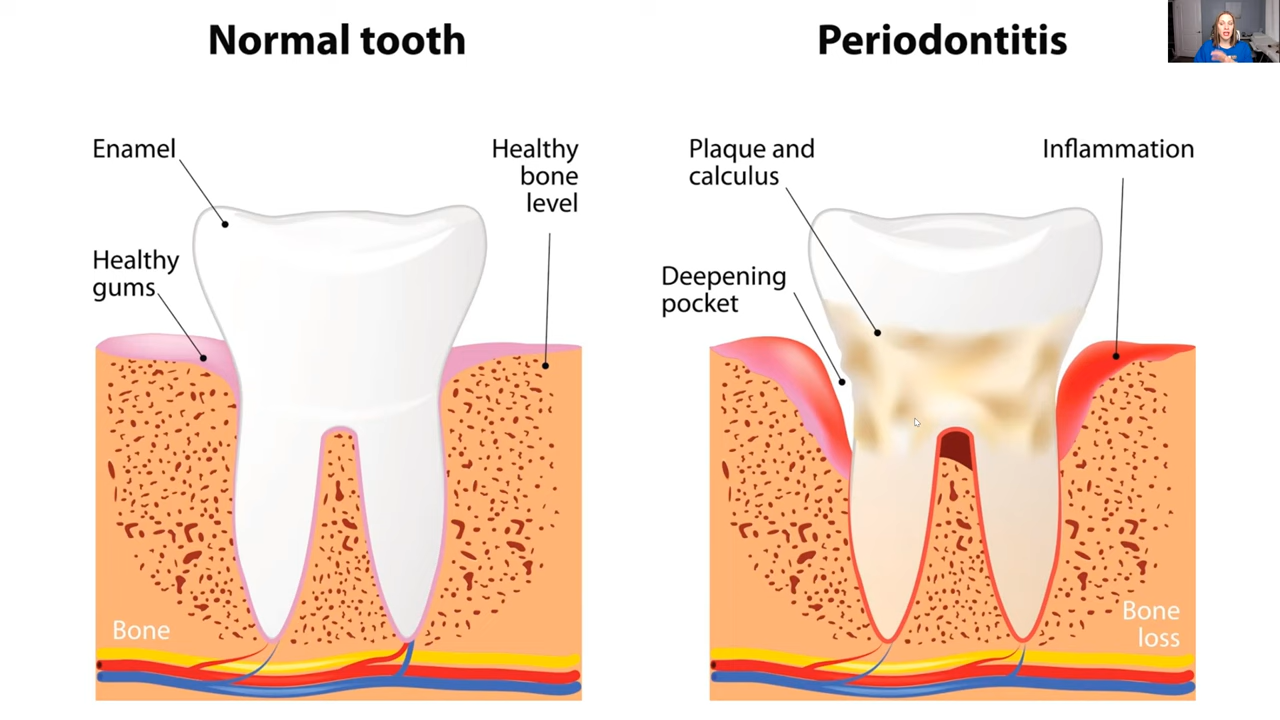 Normal tooth
Enamel
Healthy
bone
level
Healthy
gums
Bone
Periodontitis
Plaque and
calculus
Inflammation
Deepening
pocket
Bone
loss